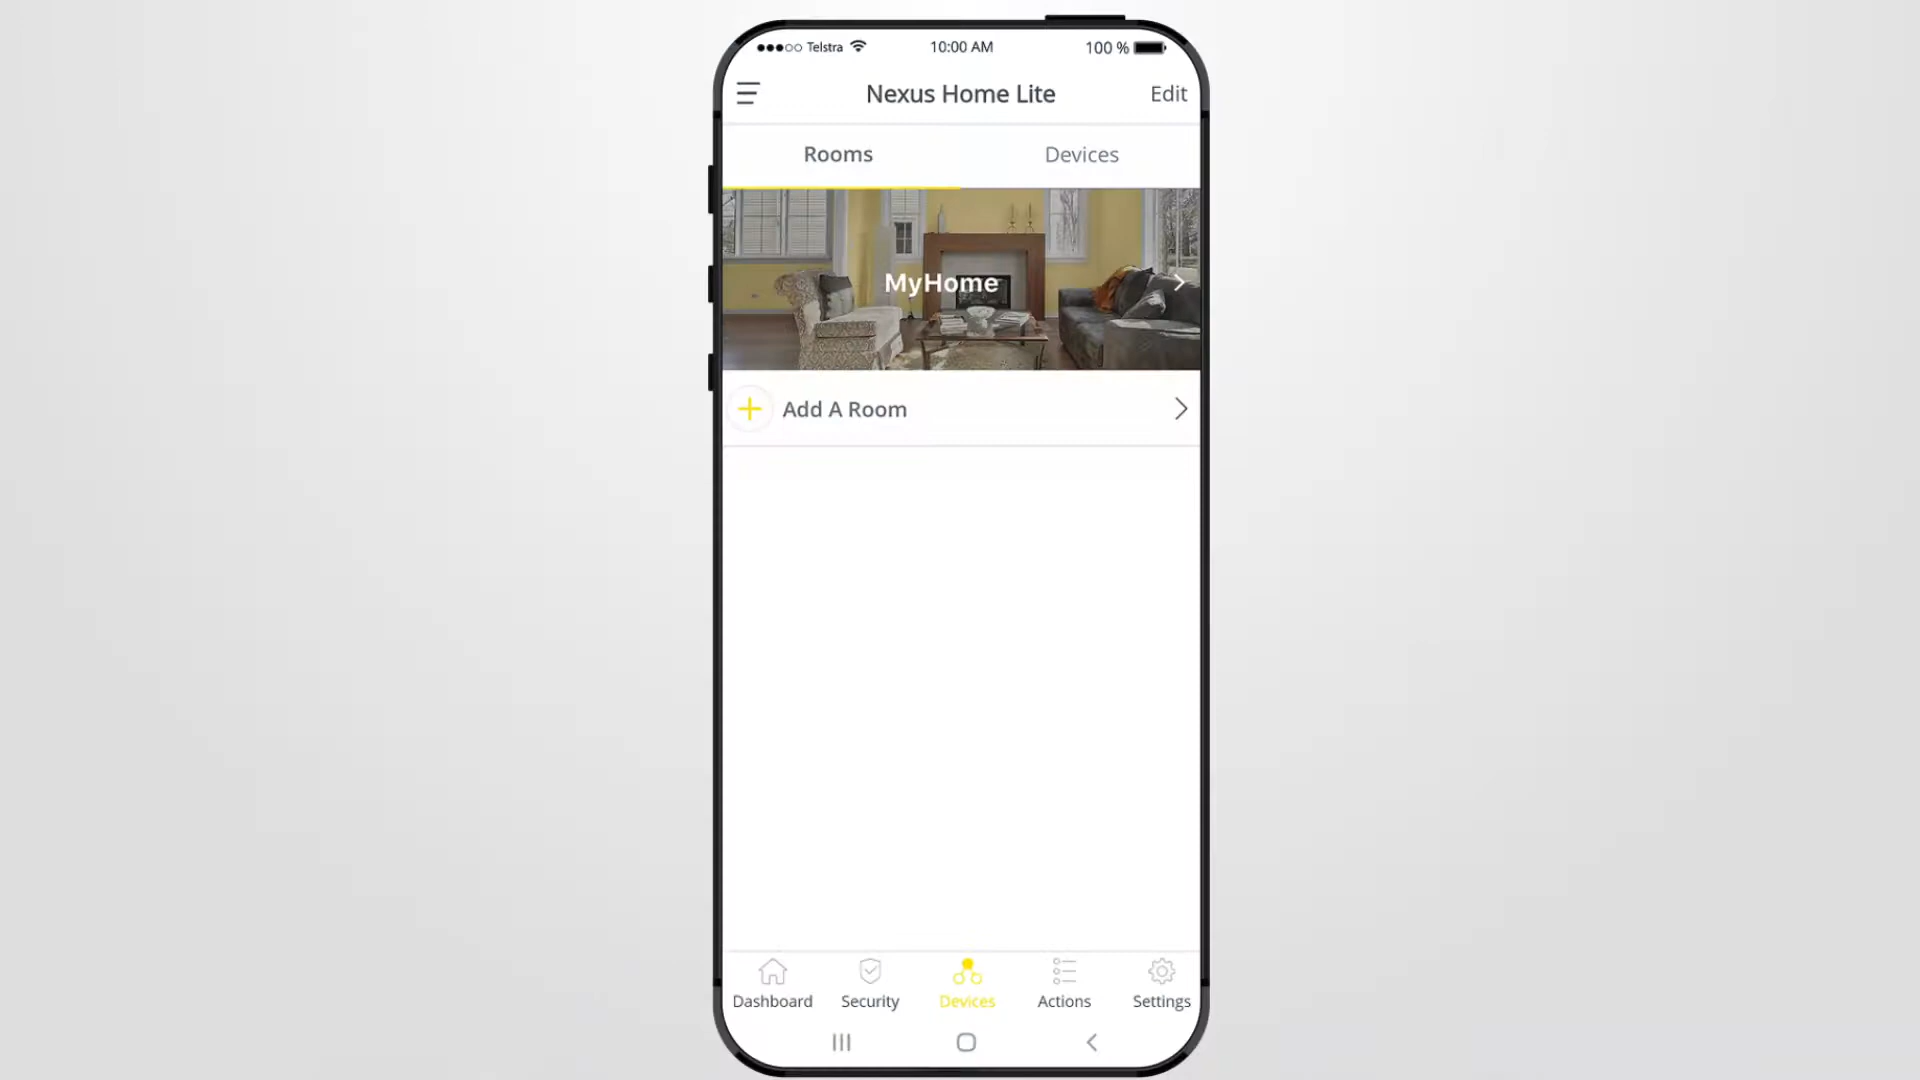 Telstra 10:00 AM 100 %
Nexus Home Lite Edit
Rooms Devices
MyHome
Add A Room
Dashboard Security Devices Actions Settings